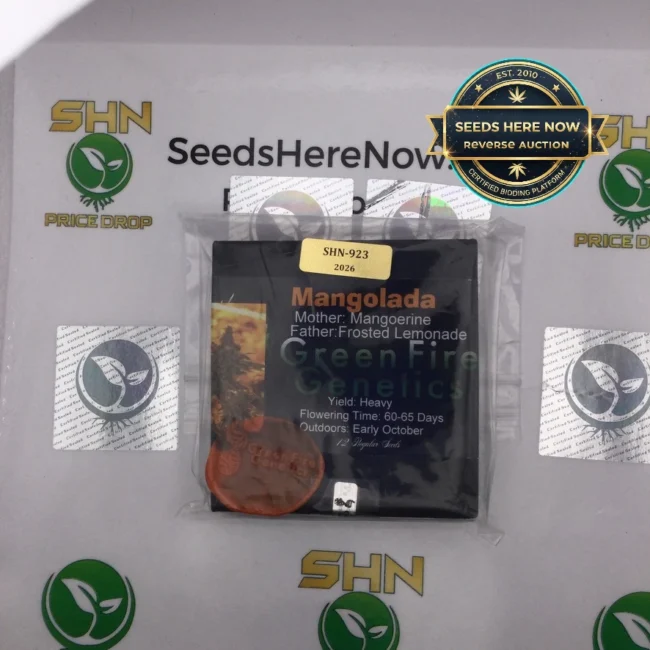 EST. 2010
SEEDS HERE NOW
REVERSE AUCTION
CERTIFIED BIDDING PLATFORM
SHN
PRICE DROP
SeedsHereNow.
SHN
PRICE D
SHN-923
2026
Mangolada
Mother: Mangoerine
Father:Frosted Lemonade
Green Fire
Genetics
Yield: Heavy
Flowering Time: 60-65 Days
Outdoors: Early October
12 Regular Seeds
SHN